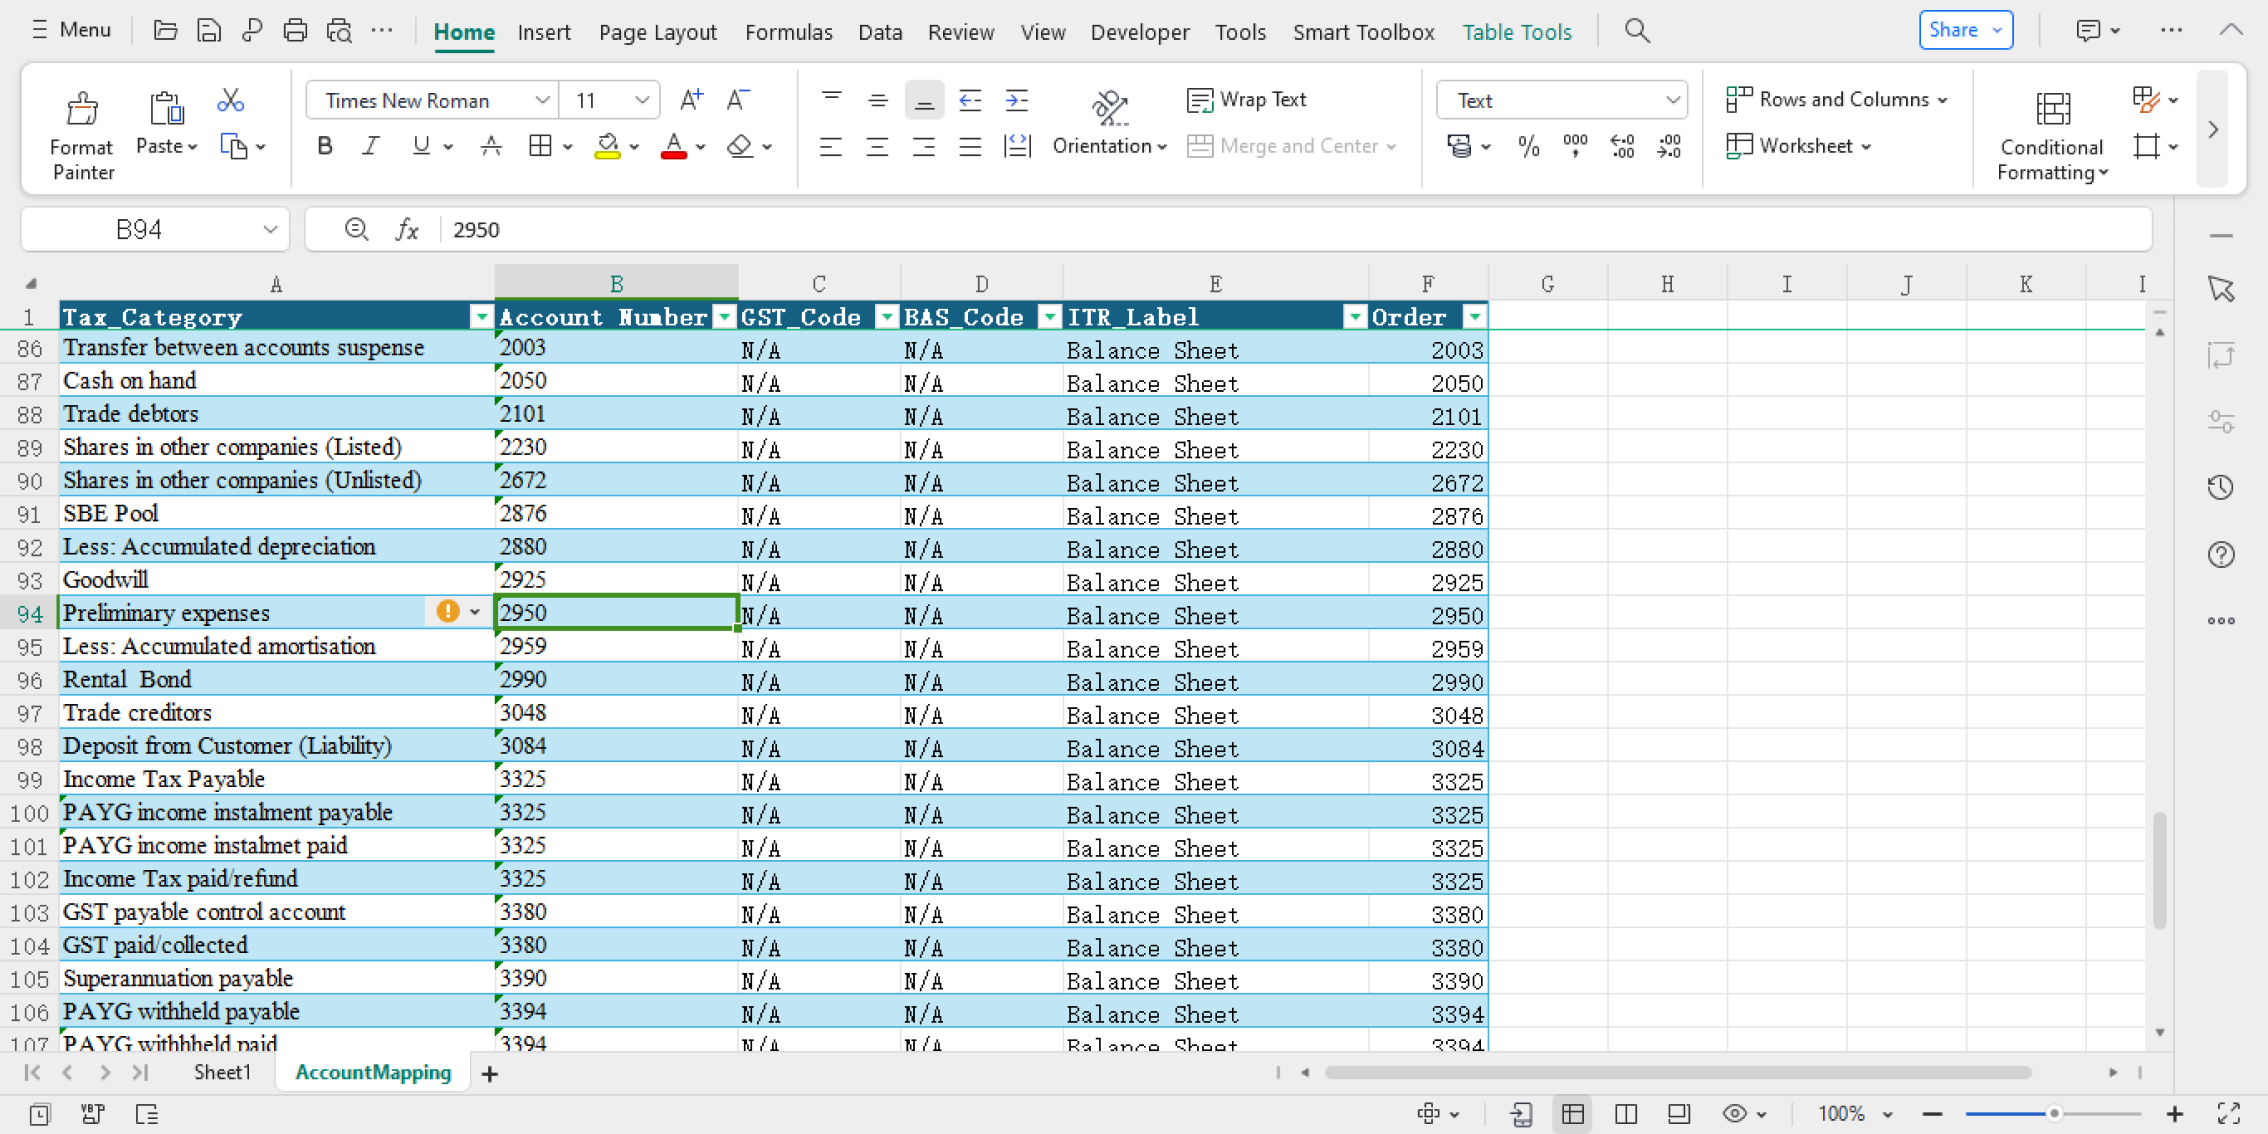 Menu Home Insert Page Layout Formulas Data Review View Developer Tools Smart Toolbox Table Tools Share
Format Painter Paste Times New Roman 11 Wrap Text Orientation Merge and Center Text Rows and Columns Worksheet Conditional Formatting
B94 fx 2950
A B C D E F G H I J K
1 Tax_Category Account Number GST_Code BAS_Code ITR_Label Order
86 Transfer between accounts suspense 2003 N/A N/A Balance Sheet 2003
87 Cash on hand 2050 N/A N/A Balance Sheet 2050
88 Trade debtors 2101 N/A N/A Balance Sheet 2101
89 Shares in other companies (Listed) 2230 N/A N/A Balance Sheet 2230
90 Shares in other companies (Unlisted) 2672 N/A N/A Balance Sheet 2672
91 SBE Pool 2876 N/A N/A Balance Sheet 2876
92 Less: Accumulated depreciation 2880 N/A N/A Balance Sheet 2880
93 Goodwill 2925 N/A N/A Balance Sheet 2925
94 Preliminary expenses 2950 N/A N/A Balance Sheet 2950
95 Less: Accumulated amortisation 2959 N/A N/A Balance Sheet 2959
96 Rental Bond 2990 N/A N/A Balance Sheet 2990
97 Trade creditors 3048 N/A N/A Balance Sheet 3048
98 Deposit from Customer (Liability) 3084 N/A N/A Balance Sheet 3084
99 Income Tax Payable 3325 N/A N/A Balance Sheet 3325
100 PAYG income instalment payable 3325 N/A N/A Balance Sheet 3325
101 PAYG income instalmet paid 3325 N/A N/A Balance Sheet 3325
102 Income Tax paid/refund 3325 N/A N/A Balance Sheet 3325
103 GST payable control account 3380 N/A N/A Balance Sheet 3380
104 GST paid/collected 3380 N/A N/A Balance Sheet 3380
105 Superannuation payable 3390 N/A N/A Balance Sheet 3390
106 PAYG withheld payable 3394 N/A N/A Balance Sheet 3394
107 PAYG withhheld paid 3394 N/A N/A Balance Sheet 3394
Sheet1 AccountMapping
100%